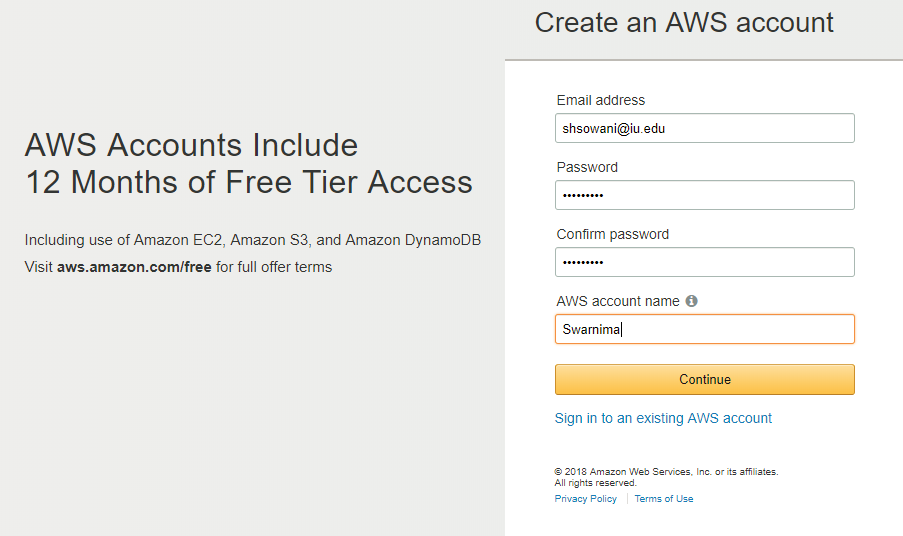 Create an AWS account
AWS Accounts Include
12 Months of Free Tier Access
Including use of Amazon EC2, Amazon S3, and Amazon DynamoDB
Visit aws.amazon.com/free for full offer terms
Email address
shsowani@iu.edu
Password
•••••••••
Confirm password
•••••••••
AWS account name
Swarnima
Continue
Sign in to an existing AWS account
© 2018 Amazon Web Services, Inc. or its affiliates.
All rights reserved.
Privacy Policy | Terms of Use